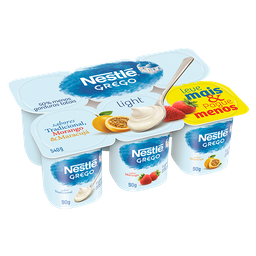 Nestlé
GREGO
Light
50% menos
gorduras totais
sabores
Tradicional,
Morango
&Maracujá
540g
leve
mais
& Pague
menos
Nestlé
GREGO
90g
Nestlé
GREGO
90g
Nestlé
GREGO
90g